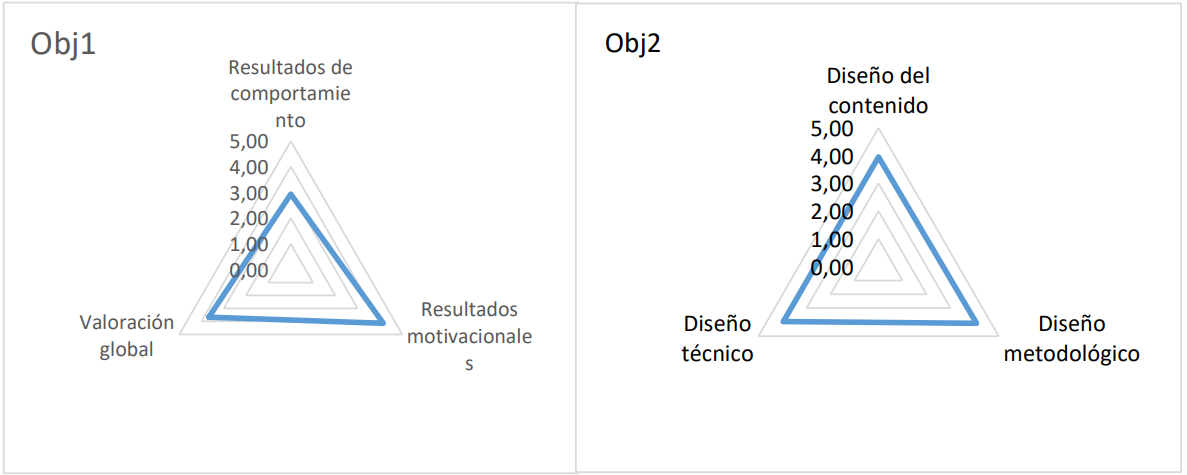 Obj1
Resultados de
comportamie
nto
5,00
4,00
3,00
2,00
1,00
0,00
Resultados
motivacionale
s
Valoración
global
Obj2
Diseño del
contenido
5,00
4,00
3,00
2,00
1,00
0,00
Diseño
metodológico
Diseño
técnico